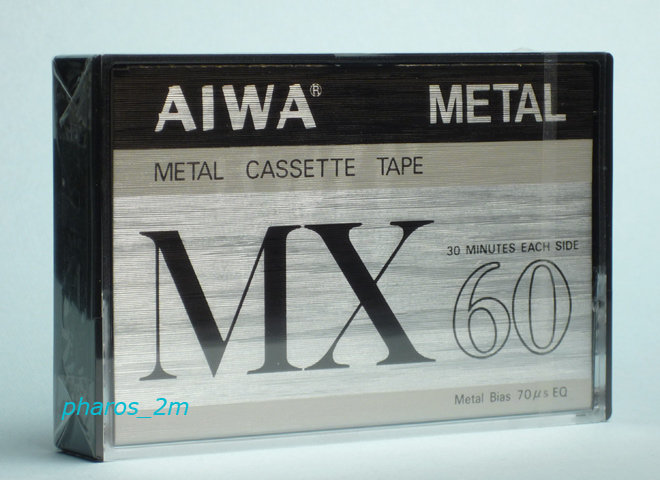 AIWA® METAL
METAL CASSETTE TAPE
MX
30 MINUTES EACH SIDE
60
Metal Bias 70μs EQ
pharos_2m